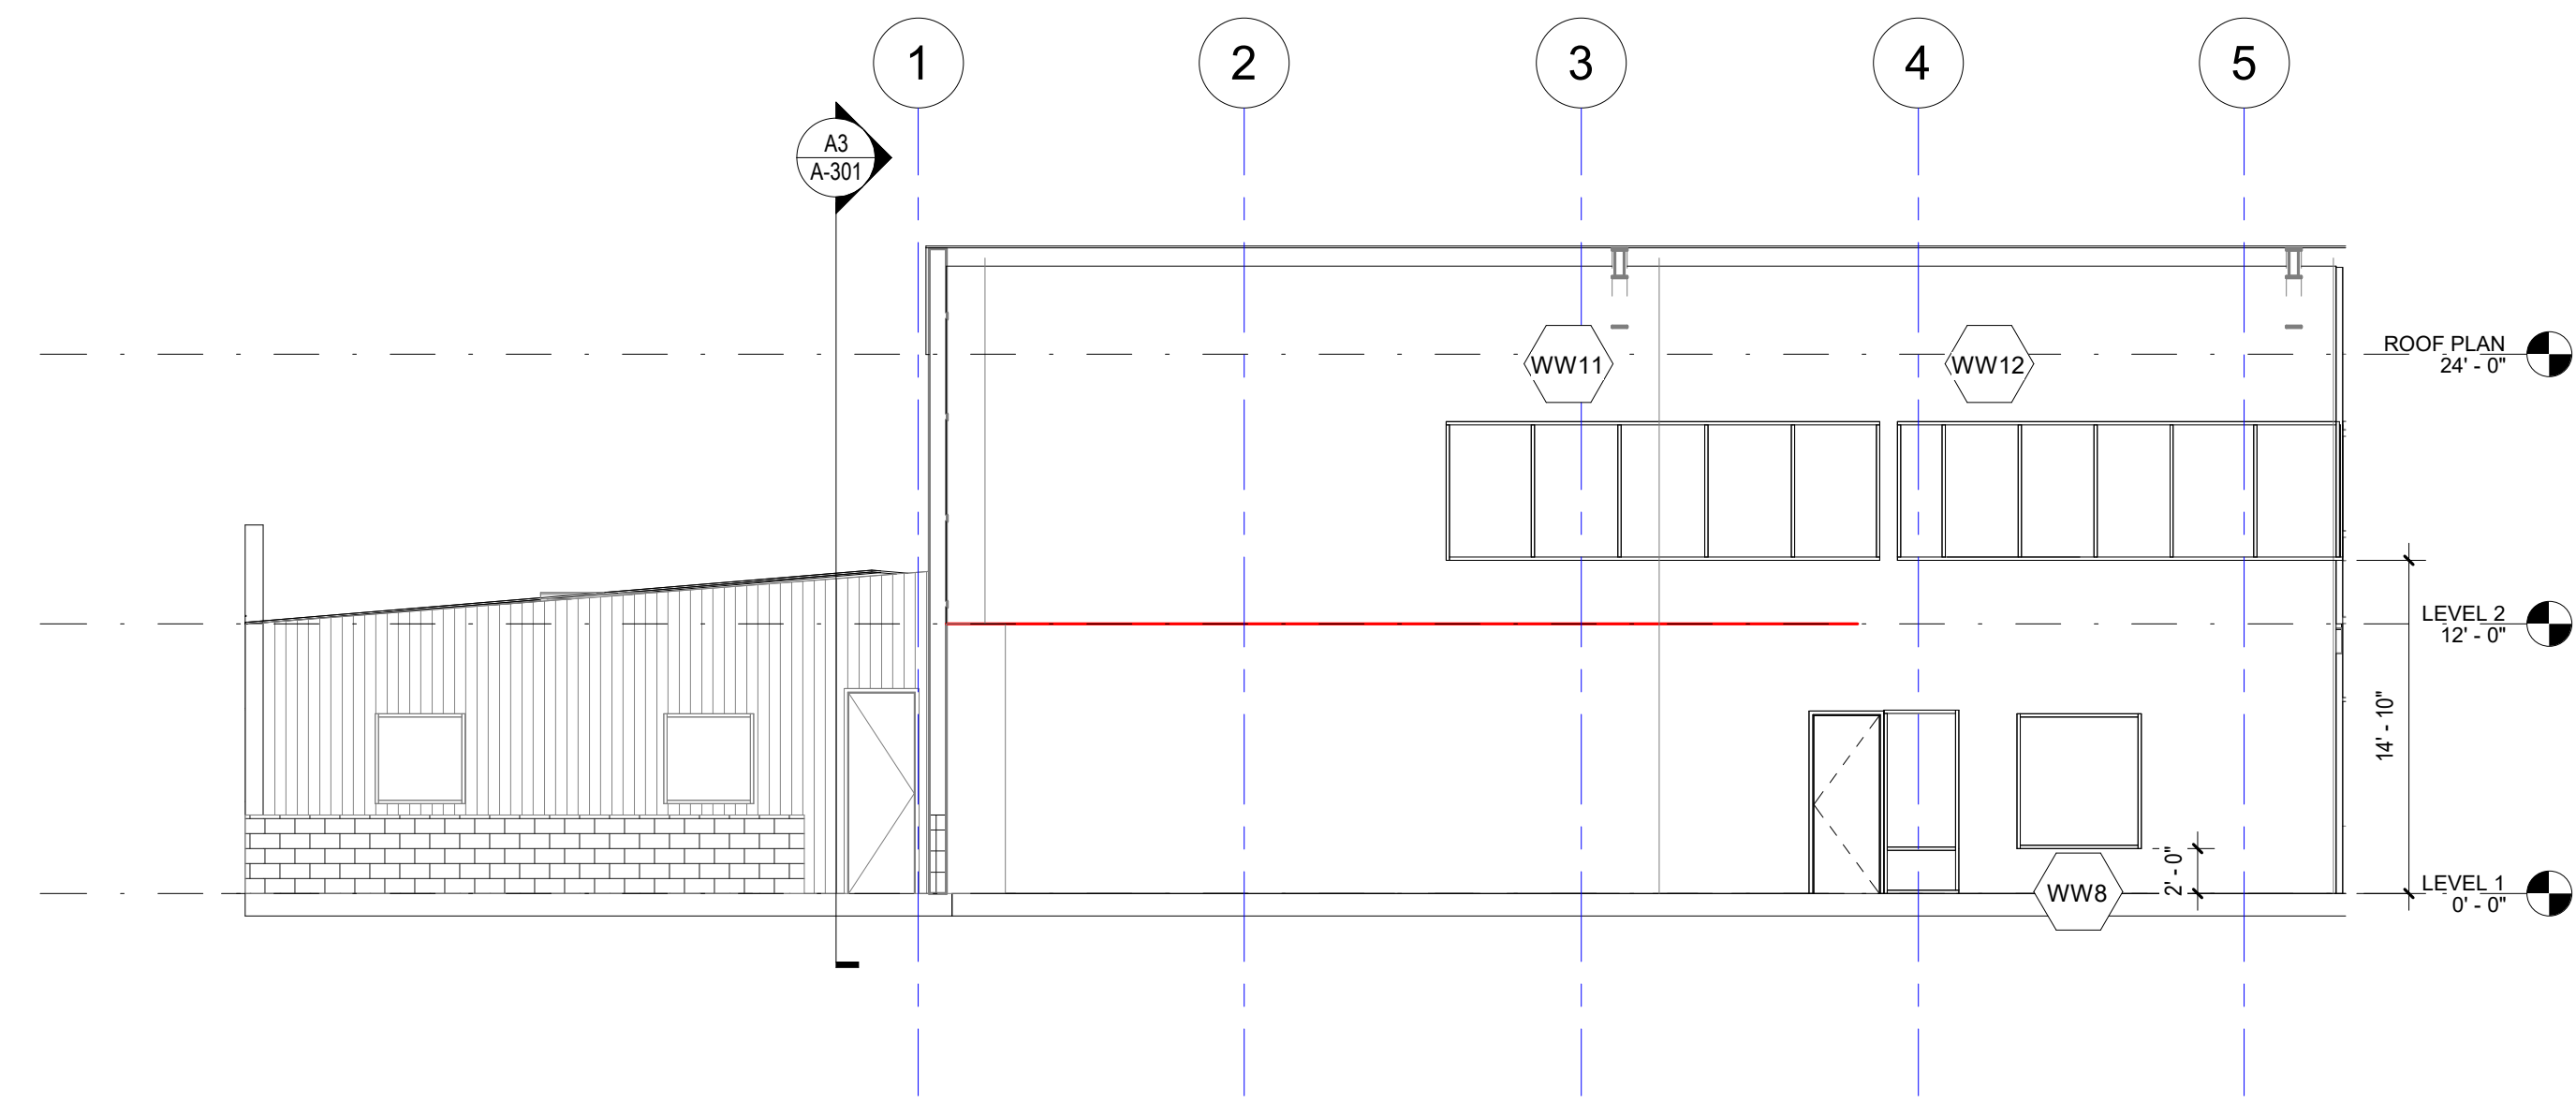 1
2
3
4
5
A3
A-301
WW11
WW12
ROOF PLAN
24' - 0"
LEVEL 2
12' - 0"
14' - 10"
2' - 0"
WW8
LEVEL 1
0' - 0"